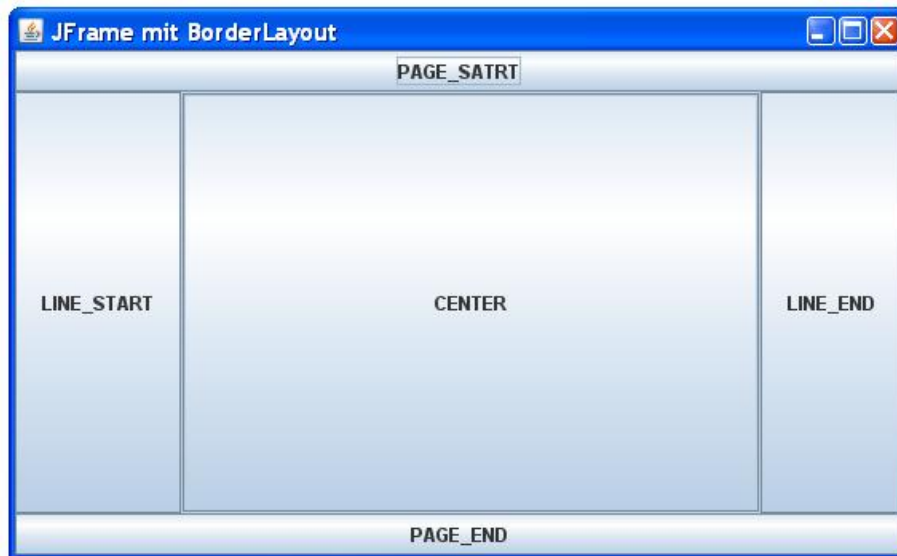 JFrame mit BorderLayout
PAGE_SATRT
LINE_START
CENTER
LINE_END
PAGE_END